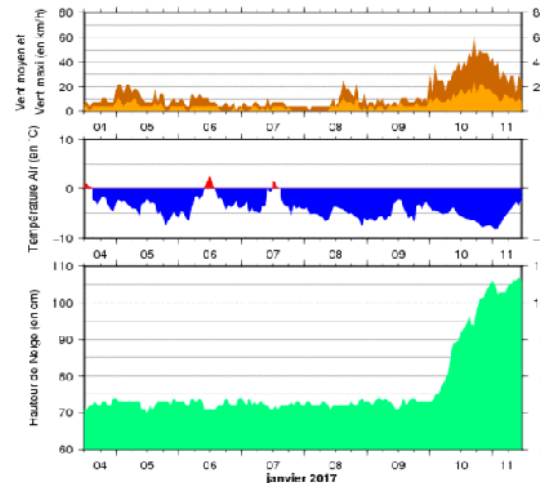 Vent moyen et
Vent maxi (en km/h)
80
60
40
20
0
8
6
4
2
0
04 05 06 07 08 09 10 11
Température Air (en °C)
10
0
-10
04 05 06 07 08 09 10 11
Hauteur de Neige (en cm)
110
100
90
80
70
60
04 05 06 07 08 09 10 11
janvier 2017